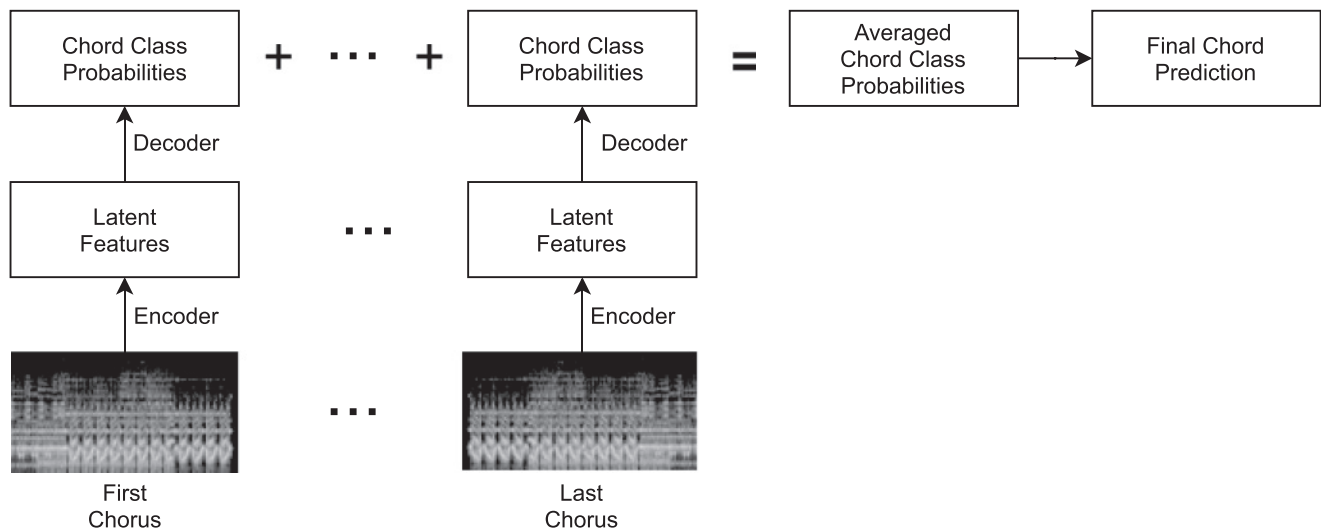 Chord Class
Probabilities
+ ... +
Chord Class
Probabilities
=
Averaged
Chord Class
Probabilities
Final Chord
Prediction
Decoder
Decoder
Latent
Features
...
Latent
Features
Encoder
Encoder
...
First
Chorus
Last
Chorus